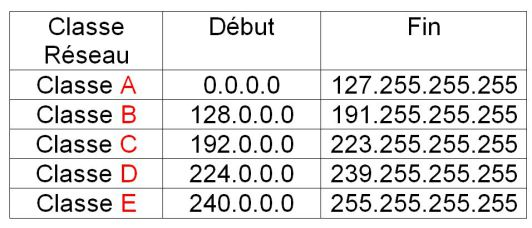 Classe Réseau Début Fin
Classe A 0.0.0.0 127.255.255.255
Classe B 128.0.0.0 191.255.255.255
Classe C 192.0.0.0 223.255.255.255
Classe D 224.0.0.0 239.255.255.255
Classe E 240.0.0.0 255.255.255.255